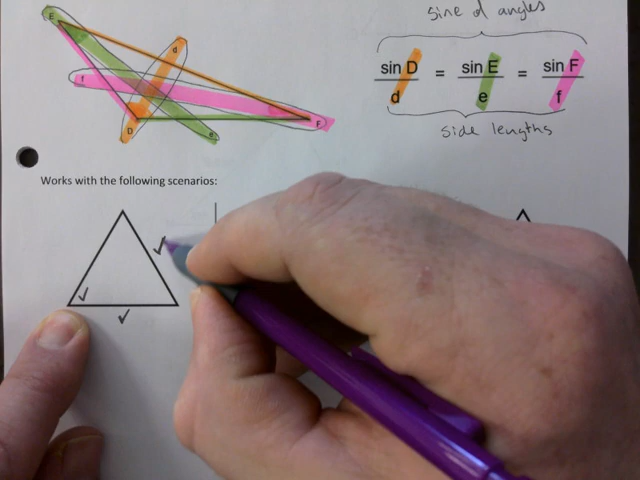 sine of angles
E
d
f
D
e
F
sin D / d = sin E / e = sin F / f
side lengths
Works with the following scenarios: